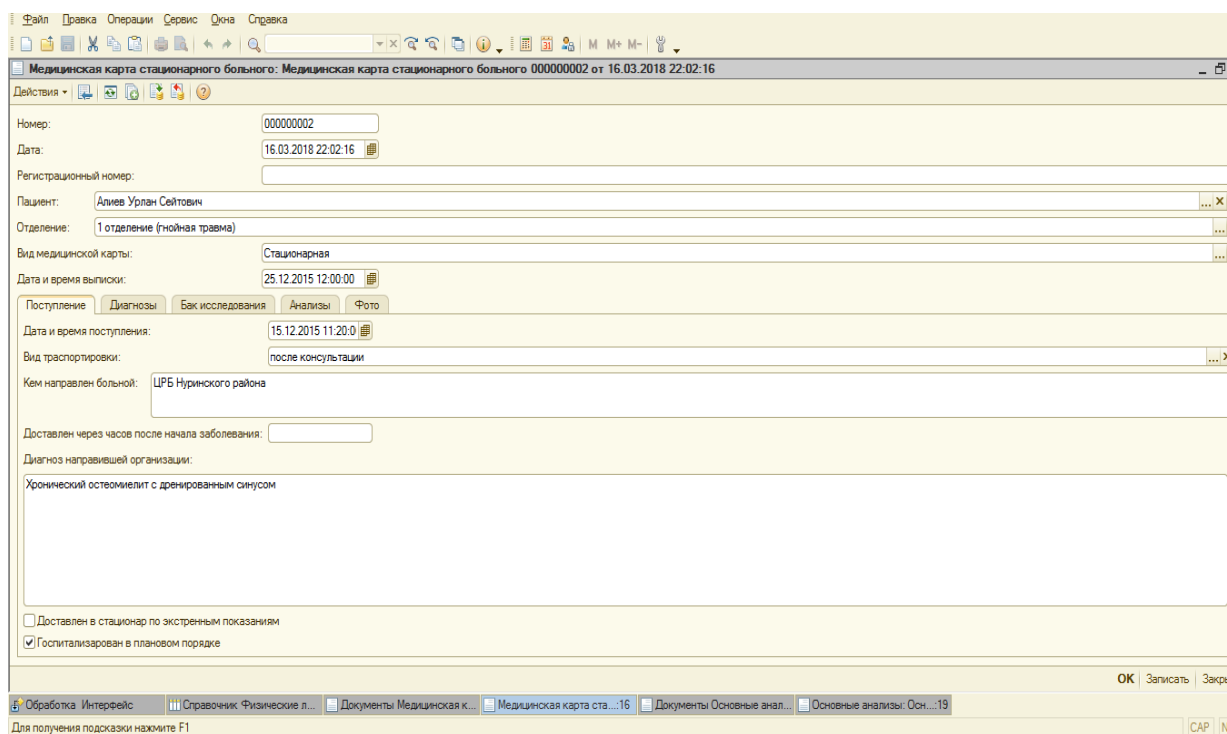 Файл Правка Операции Сервис Окна Справка
M M+ M-
Медицинская карта стационарного больного: Медицинская карта стационарного больного 000000002 от 16.03.2018 22:02:16
Действия
Номер: 000000002
Дата: 16.03.2018 22:02:16
Регистрационный номер:
Пациент: Алиев Урлан Сейтович ... X
Отделение: 1 отделение (гнойная травма) ...
Вид медицинской карты: Стационарная ...
Дата и время выписки: 25.12.2015 12:00:00
Поступление Диагнозы Бак исследования Анализы Фото
Дата и время поступления: 15.12.2015 11:20:0
Вид траспортировки: после консультации ...
Кем направлен больной: ЦРБ Нуринского района
Доставлен через часов после начала заболевания:
Диагноз направившей организации:
Хронический остеомиелит с дренированным синусом
Доставлен в стационар по экстренным показаниям
Госпитализирован в плановом порядке
OK Записать Закры
Обработка Интерфейс Справочник Физические л... Документы Медицинская к... Медицинская карта ста...:16 Документы Основные анал... Основные анализы: Осн...:19
Для получения подсказки нажмите F1 CAP